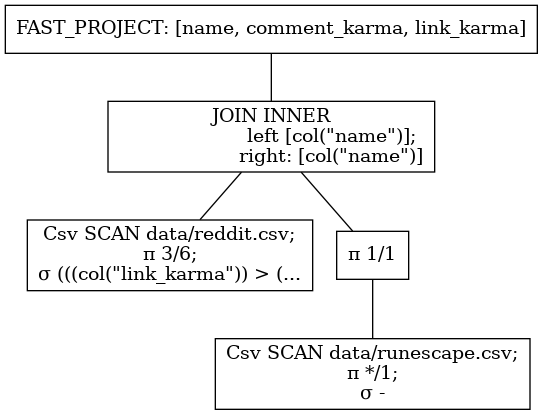 FAST_PROJECT: [name, comment_karma, link_karma]
JOIN INNER
left [col("name")];
right: [col("name")]
Csv SCAN data/reddit.csv;
π 3/6;
σ (((col("link_karma")) > (...
π 1/1
Csv SCAN data/runescape.csv;
π */1;
σ -